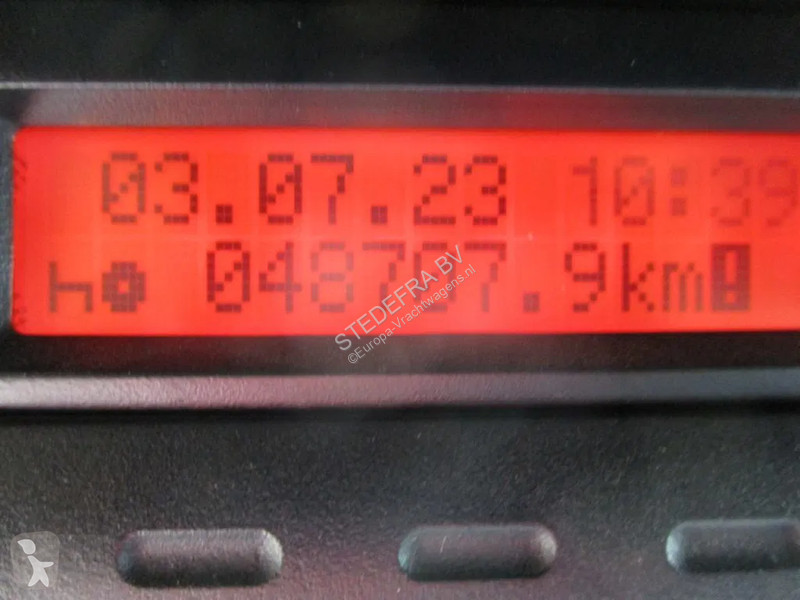 03.07.23 10:39
048707.9km
STEDEFRA BV
©Europa-Vrachtwagens.nl